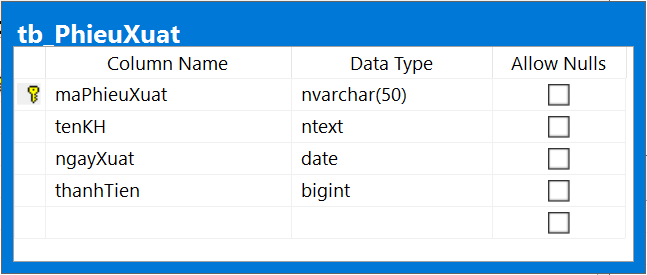 tb_PhieuXuat
Column Name Data Type Allow Nulls
maPhieuXuat nvarchar(50)
tenKH ntext
ngayXuat date
thanhTien bigint